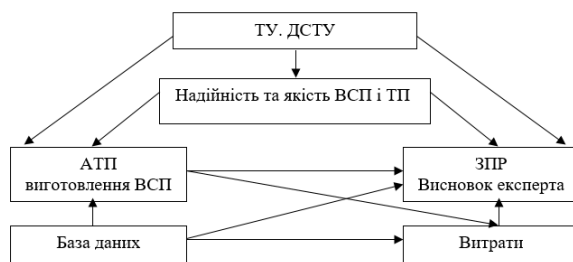 ТУ. ДСТУ
Надійність та якість ВСП і ТП
АТП
виготовлення ВСП
ЗПР
Висновок експерта
База даних
Витрати